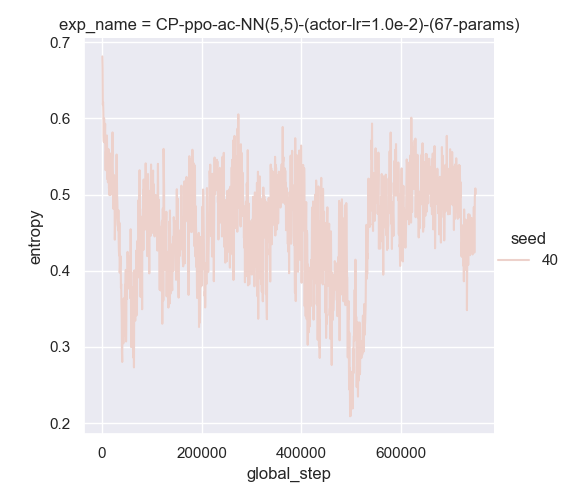 exp_name = CP-ppo-ac-NN(5,5)-(actor-lr=1.0e-2)-(67-params)
0.7
0.6
0.5
0.4
0.3
0.2
entropy
0
200000
400000
600000
global_step
seed
40